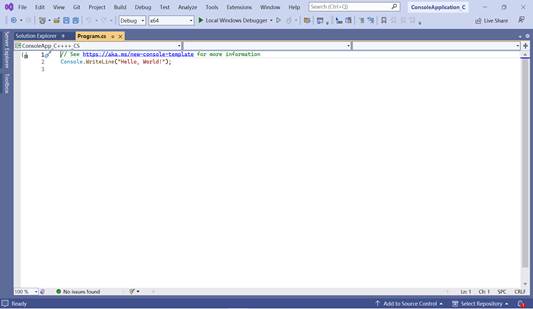 File Edit View Git Project Build Debug Test Analyze Tools Extensions Window Help Search (Ctrl+Q) ConsoleApplication_C
Debug x64 Local Windows Debugger Live Share
Server Explorer
Toolbox
Solution Explorer Program.cs
ConsoleApp_C++++_CS
1 // See https://aka.ms/new-console-template for more information
2 Console.WriteLine("Hello, World!");
3
100 % No issues found Ln: 1 Ch: 1 SPC CRLF
Ready Add to Source Control Select Repository